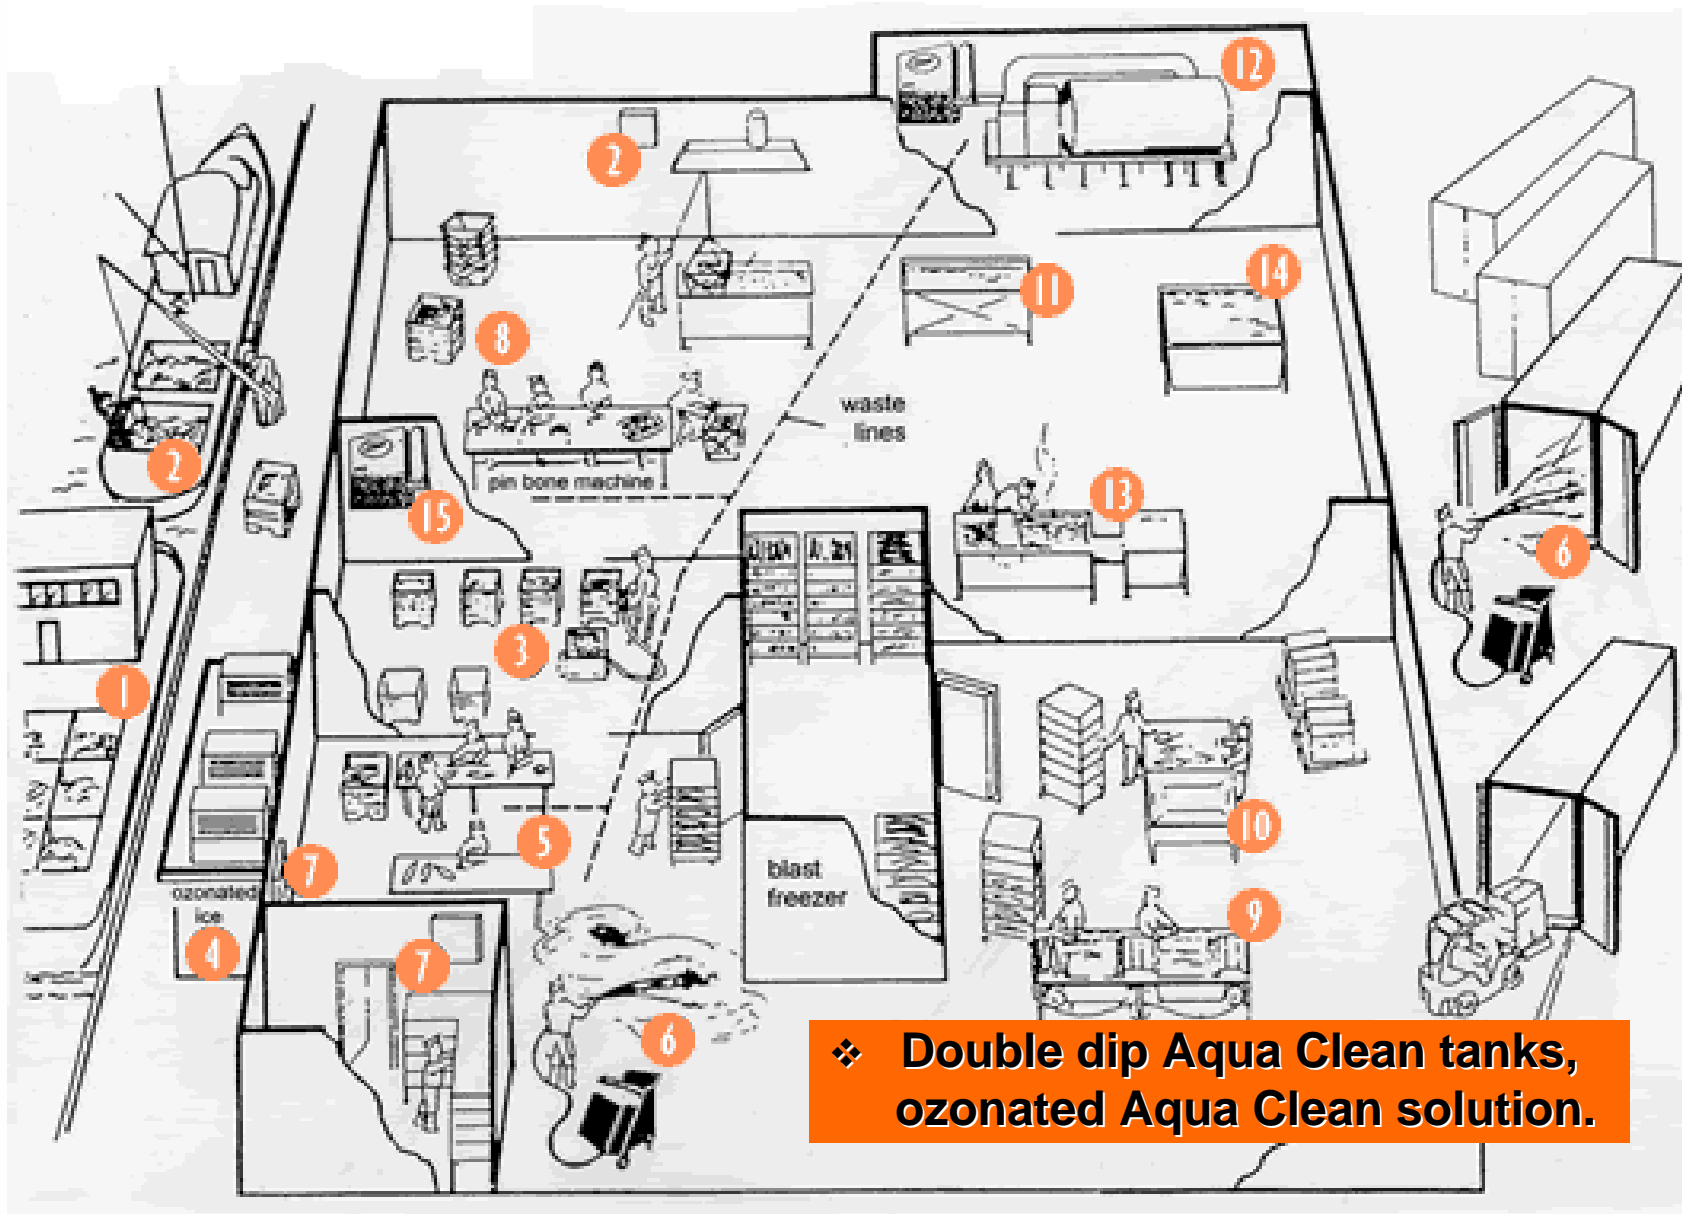 12
2
14
11
8
waste
lines
2
pin bone machine
13
15
6
3
1
10
5
7
blast
freezer
ozonated
ice
9
4
7
6
❖ Double dip Aqua Clean tanks,
ozonated Aqua Clean solution.